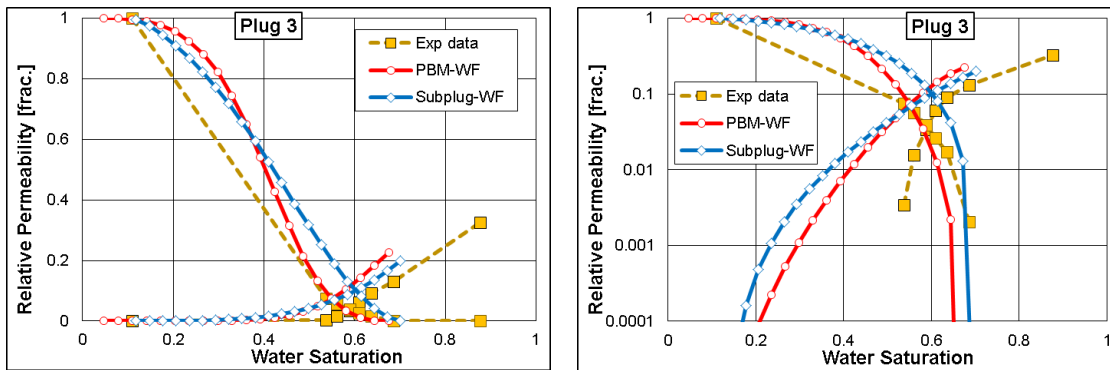 Plug 3
Relative Permeability [frac.]
1
0.8
0.6
0.4
0.2
0
Exp data
PBM-WF
Subplug-WF
0
0.2
0.4
0.6
0.8
1
Water Saturation
Plug 3
Relative Permeability [frac.]
1
0.1
0.01
0.001
0.0001
Exp data
PBM-WF
Subplug-WF
0
0.2
0.4
0.6
0.8
1
Water Saturation